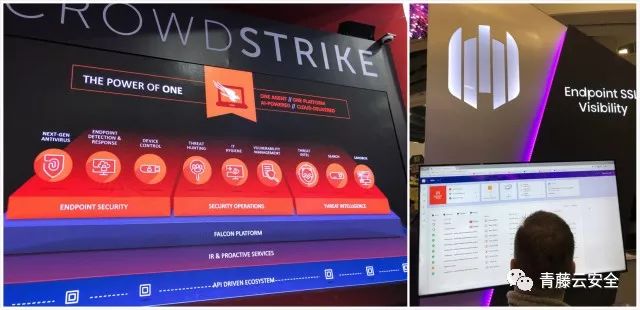 CROWDSTRIKE
THE POWER OF ONE
ONE AGENT // ONE PLATFORM
AI-POWERED // CLOUD-DELIVERED
NEXT-GEN ANTIVIRUS
ENDPOINT DETECTION & RESPONSE
DEVICE CONTROL
THREAT HUNTING
IT HYGIENE
VULNERABILITY MANAGEMENT
THREAT INTEL
SEARCH
SANDBOX
ENDPOINT SECURITY
SECURITY OPERATIONS
THREAT INTELLIGENCE
FALCON PLATFORM
IR & PROACTIVE SERVICES
API DRIVEN ECOSYSTEM
Endpoint SSL
Visibility
青藤云安全